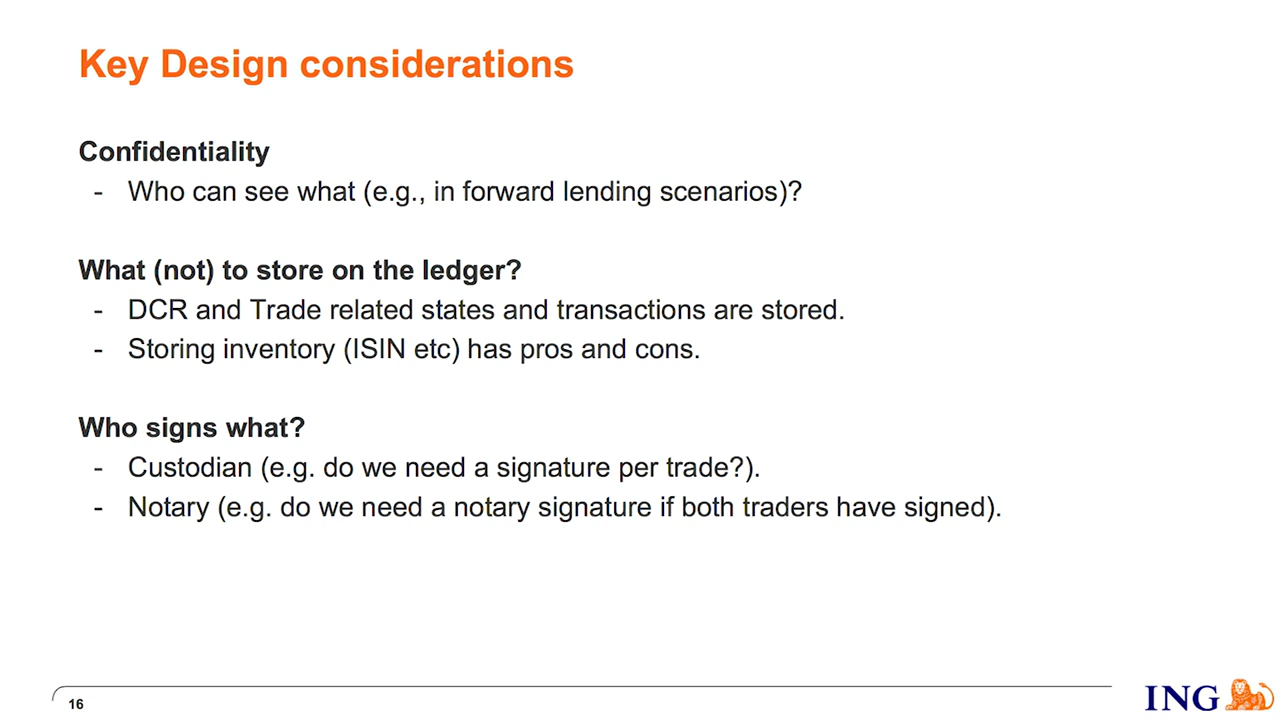 Key Design considerations
Confidentiality
- Who can see what (e.g., in forward lending scenarios)?
What (not) to store on the ledger?
- DCR and Trade related states and transactions are stored.
- Storing inventory (ISIN etc) has pros and cons.
Who signs what?
- Custodian (e.g. do we need a signature per trade?).
- Notary (e.g. do we need a notary signature if both traders have signed).
16
ING